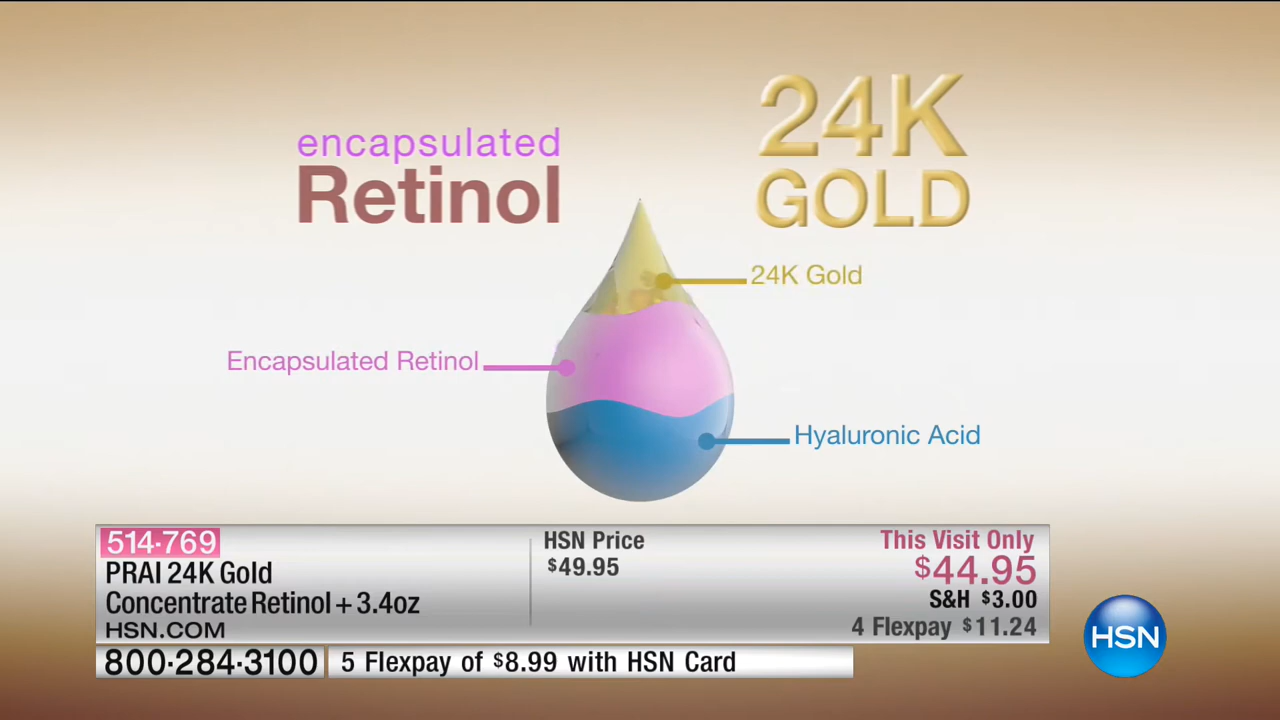 encapsulated
Retinol
24K
GOLD
24K Gold
Encapsulated Retinol
Hyaluronic Acid
514·769
PRAI 24K Gold
Concentrate Retinol + 3.4oz
HSN.COM
HSN Price
$49.95
This Visit Only
$44.95
S&H $3.00
4 Flexpay $11.24
HSN
800·284·3100
5 Flexpay of $8.99 with HSN Card